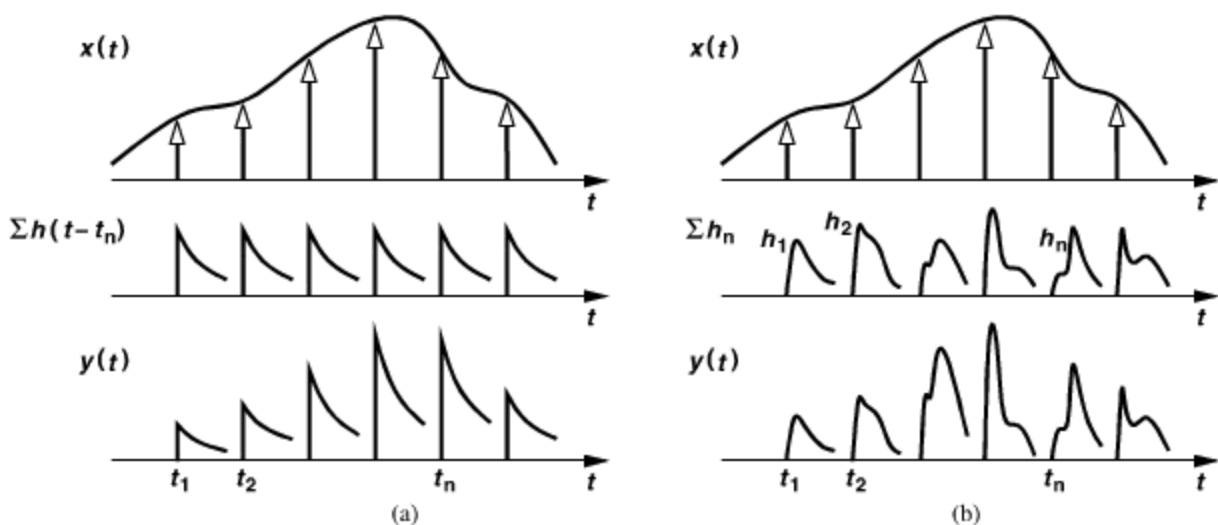 x(t)
t
Σh(t-tₙ)
t
y(t)
t₁ t₂ tₙ t
(a)
x(t)
t
Σhₙ h₁ h₂ hₙ
t
y(t)
t₁ t₂ tₙ t
(b)